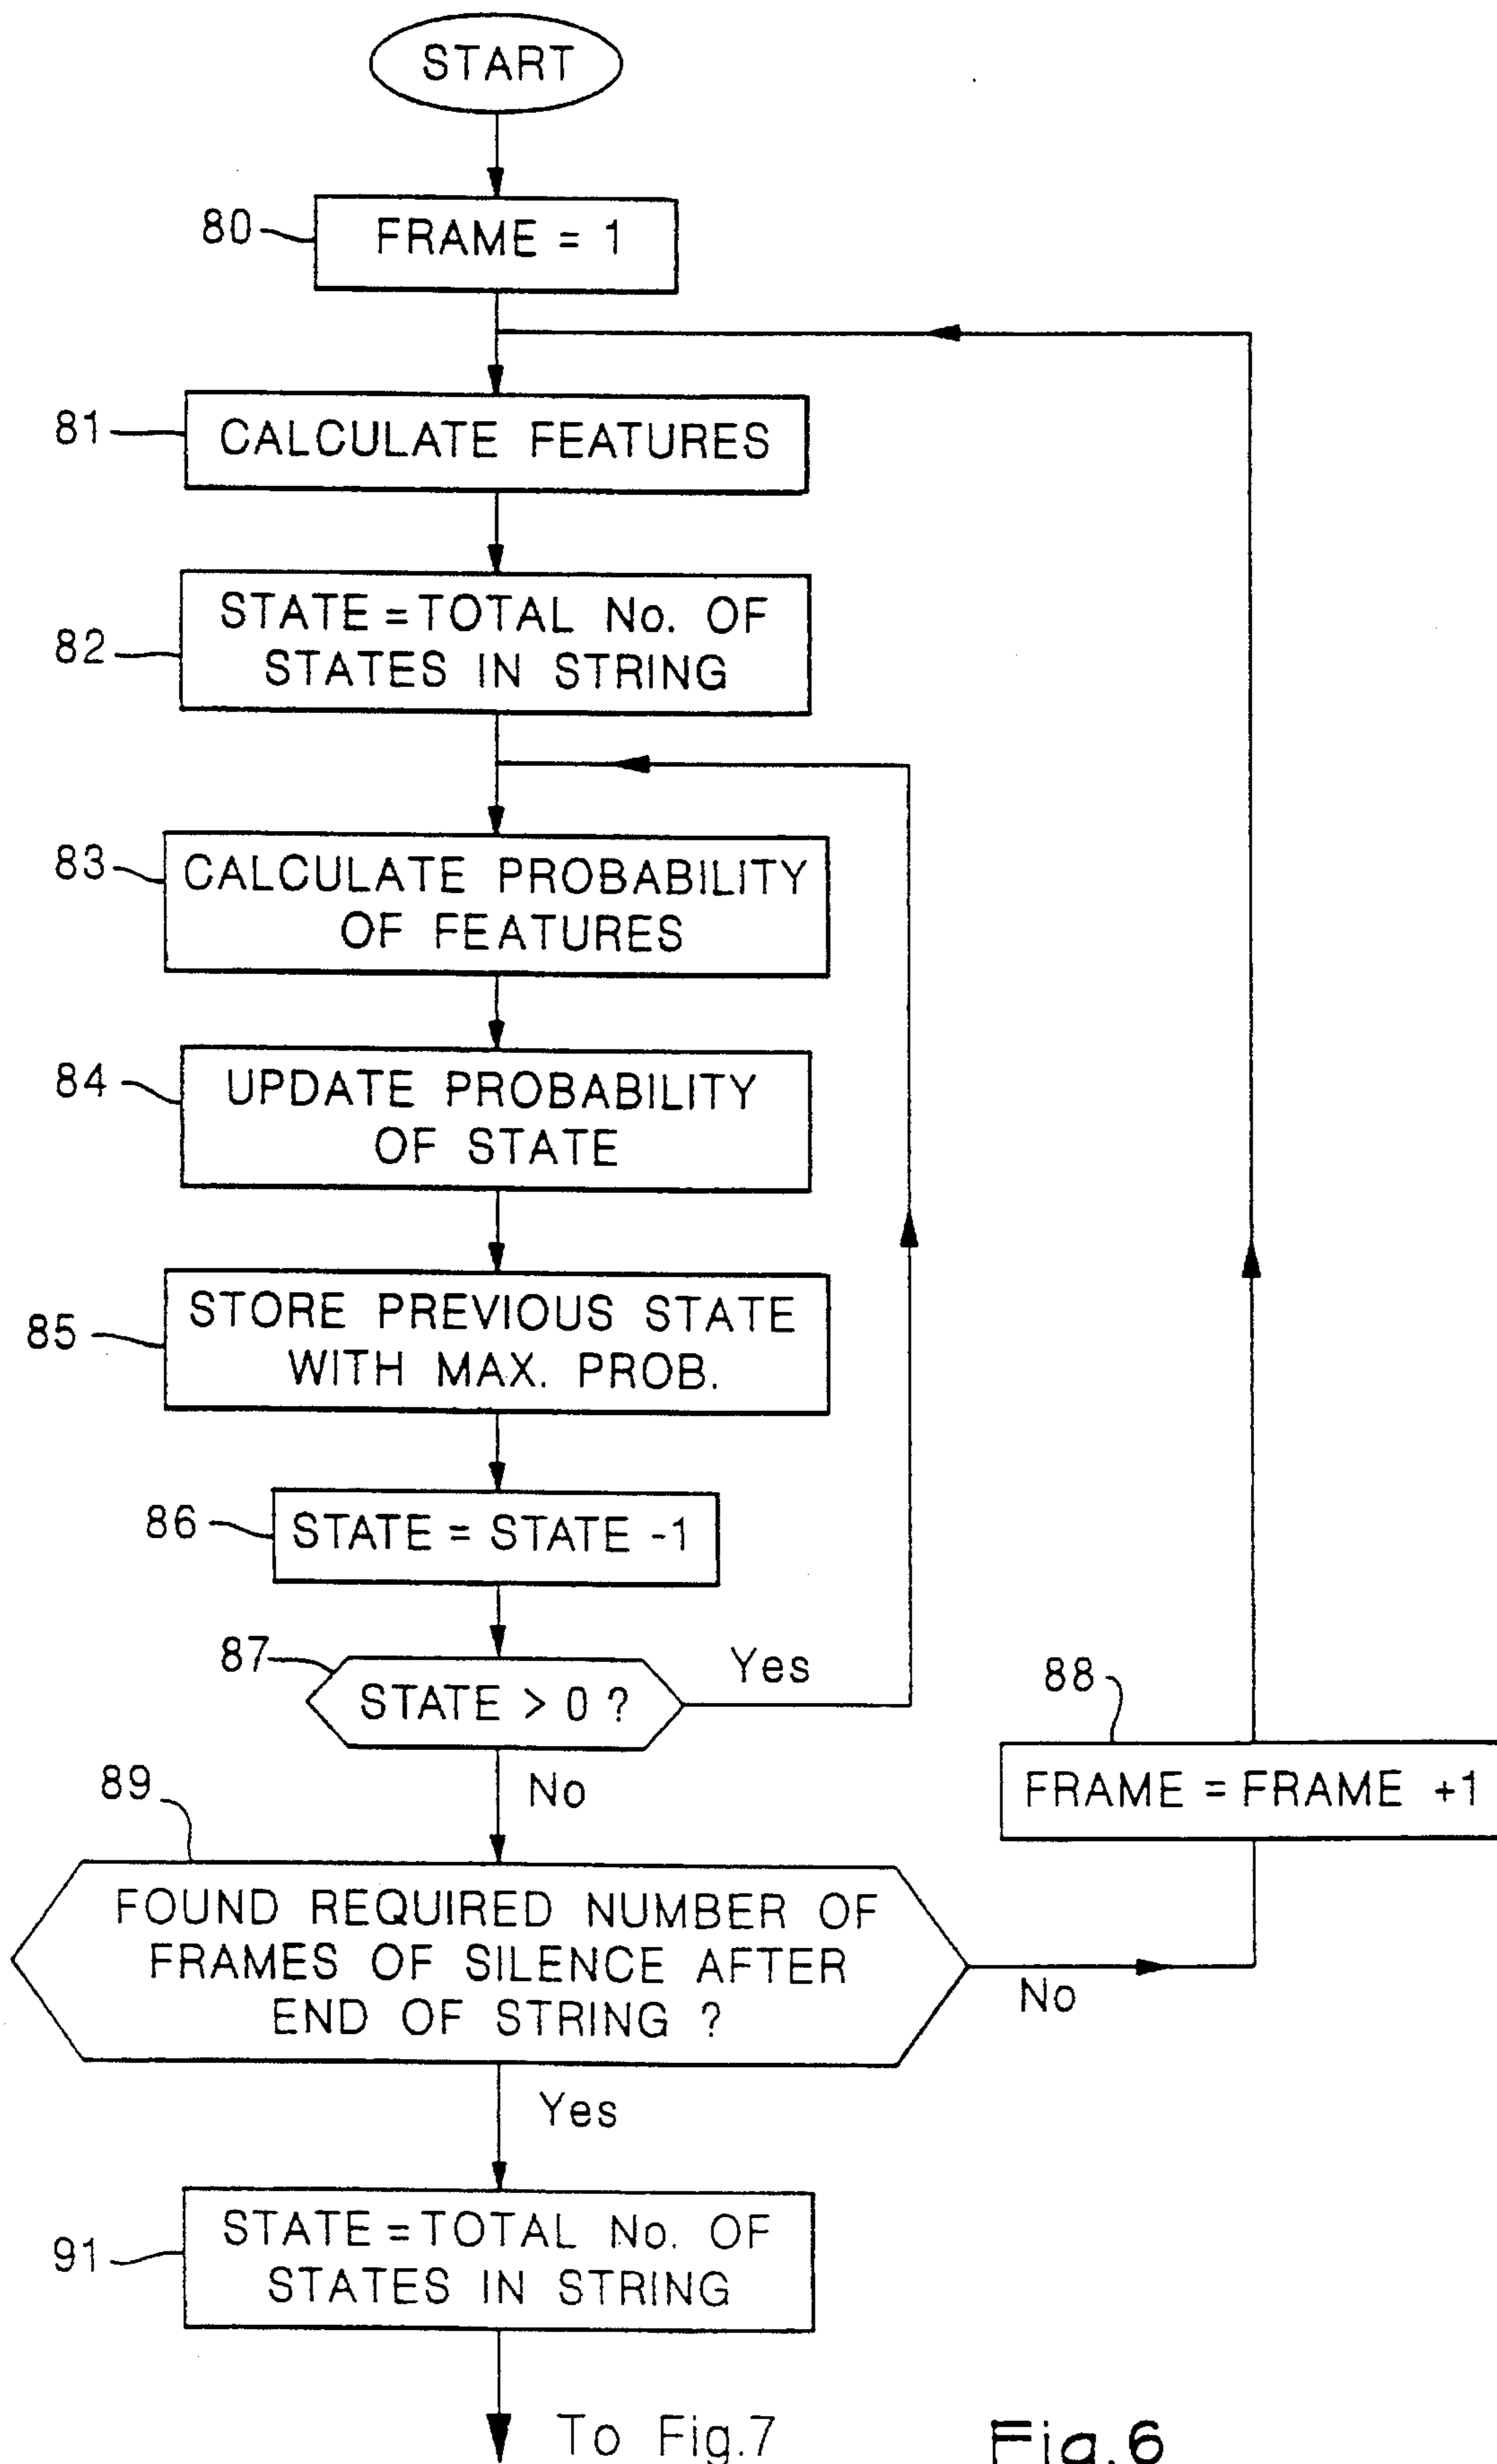 START
80
FRAME = 1
81
CALCULATE FEATURES
82
STATE = TOTAL No. OF
STATES IN STRING
83
CALCULATE PROBABILITY
OF FEATURES
84
UPDATE PROBABILITY
OF STATE
85
STORE PREVIOUS STATE
WITH MAX. PROB.
86
STATE = STATE -1
87
STATE > 0 ?
Yes
No
88
FRAME = FRAME +1
89
FOUND REQUIRED NUMBER OF
FRAMES OF SILENCE AFTER
END OF STRING ?
No
Yes
91
STATE = TOTAL No. OF
STATES IN STRING
To Fig.7
Fig.6